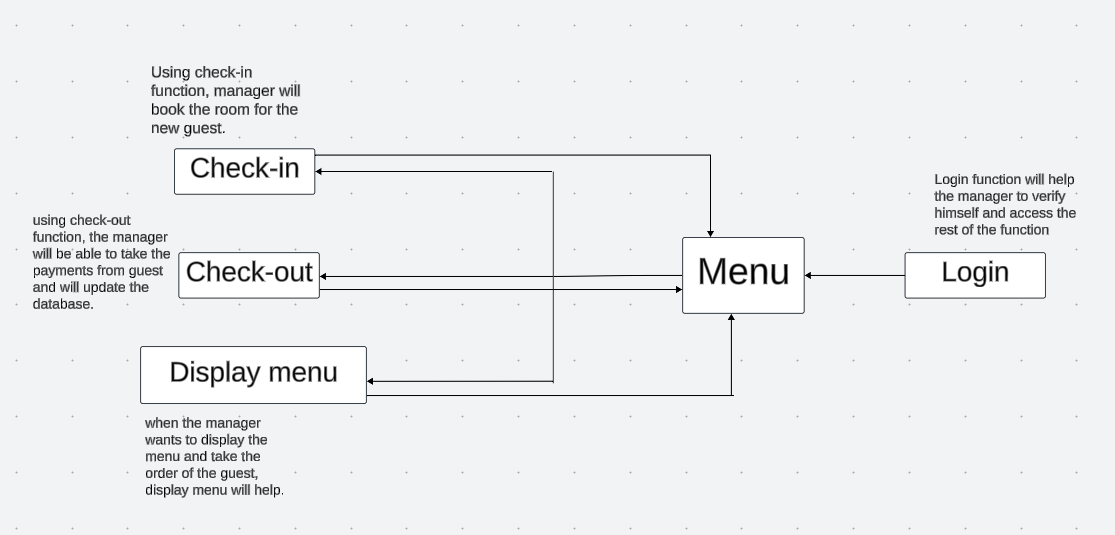 Using check-in
function, manager will
book the room for the
new guest.
Check-in
Login function will help
the manager to verify
himself and access the
rest of the function
using check-out
function, the manager
will be able to take the
payments from guest
and will update the
database.
Check-out
Menu
Login
Display menu
when the manager
wants to display the
menu and take the
order of the guest,
display menu will help.